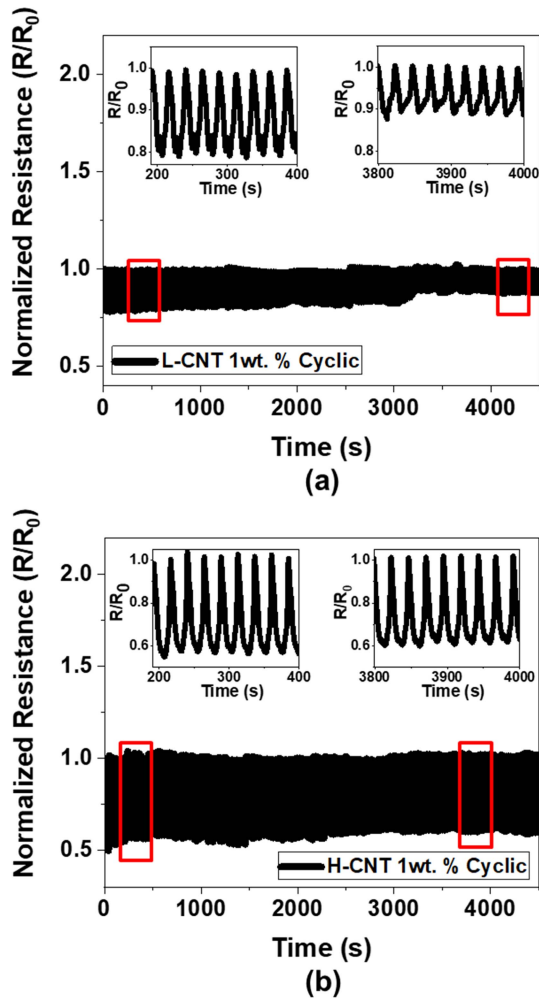 Normalized Resistance (R/R0)
2.0
1.5
1.0
0.5
R/R0
1.0
0.9
0.8
200 300 400
Time (s)
R/R0
1.0
0.9
0.8
3800 3900 4000
Time (s)
L-CNT 1wt. % Cyclic
0 1000 2000 3000 4000
Time (s)
(a)
Normalized Resistance (R/R0)
2.0
1.5
1.0
0.5
R/R0
1.0
0.8
0.6
200 300 400
Time (s)
R/R0
1.0
0.8
0.6
3800 3900 4000
Time (s)
H-CNT 1wt. % Cyclic
0 1000 2000 3000 4000
Time (s)
(b)